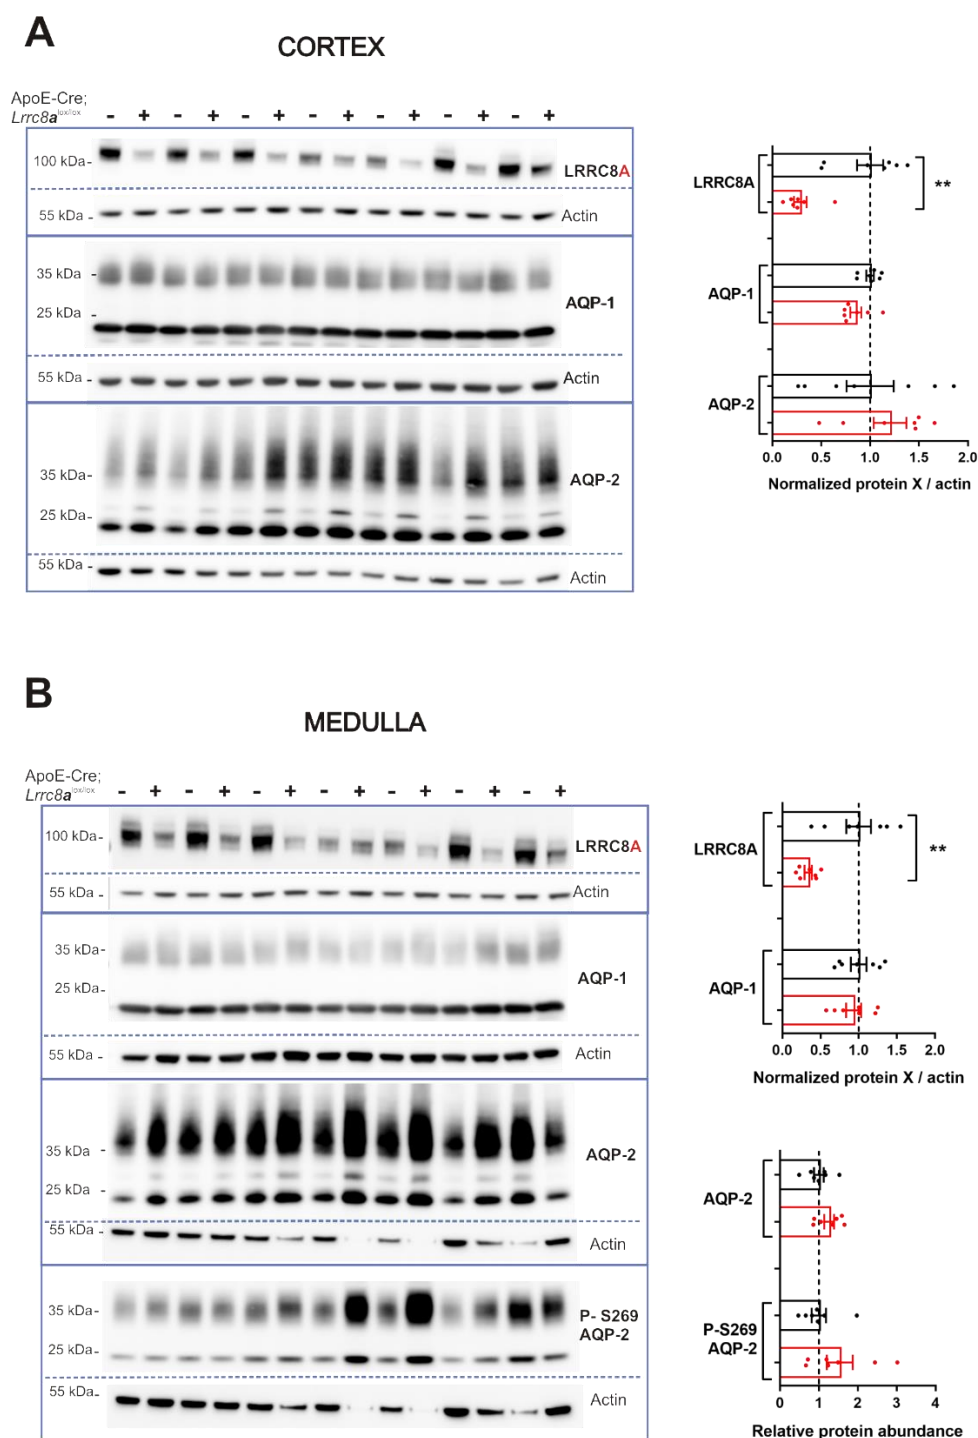 A
CORTEX
ApoE-Cre;
Lrrc8a lox/lox
- + - + - + - + - + - + - +
100 kDa-
LRRC8A
55 kDa -
Actin
35 kDa -
25 kDa -
AQP-1
55 kDa -
Actin
35 kDa-
AQP-2
25 kDa-
55 kDa -
Actin
LRRC8A
**
AQP-1
AQP-2
0.0 0.5 1.0 1.5 2.0
Normalized protein X / actin
B
MEDULLA
ApoE-Cre;
Lrrc8a lox/lox
- + - + - + - + - + - + - +
100 kDa-
LRRC8A
55 kDa -
Actin
35 kDa-
AQP-1
25 kDa-
55 kDa -
Actin
35 kDa -
AQP-2
25 kDa -
55 kDa -
Actin
35 kDa-
P- S269
AQP-2
25 kDa -
55 kDa -
Actin
LRRC8A
**
AQP-1
0.0 0.5 1.0 1.5 2.0
Normalized protein X / actin
AQP-2
P-S269
AQP-2
0 1 2 3 4
Relative protein abundance